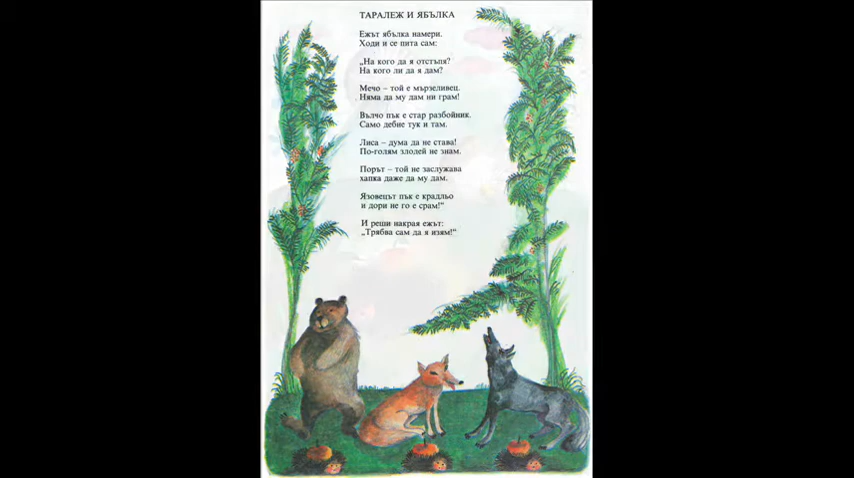 ТАРАЛЕЖ И ЯБЪЛКА
Ежът ябълка намери.
Ходи и се пита сам:
„На кого да я отстъпя?
На кого ли да я дам?
Мечо – той е мързеливец.
Няма да му дам ни грам!
Вълчо пък е стар разбойник.
Само дебне тук и там.
Лиса – дума да не става!
По-голям злодей не знам.
Порът – той не заслужава
хапка даже да му дам.
Язовецът пък е крадльо
и дори не го е срам!“
И реши накрая ежът:
„Трябва сам да я изям!“